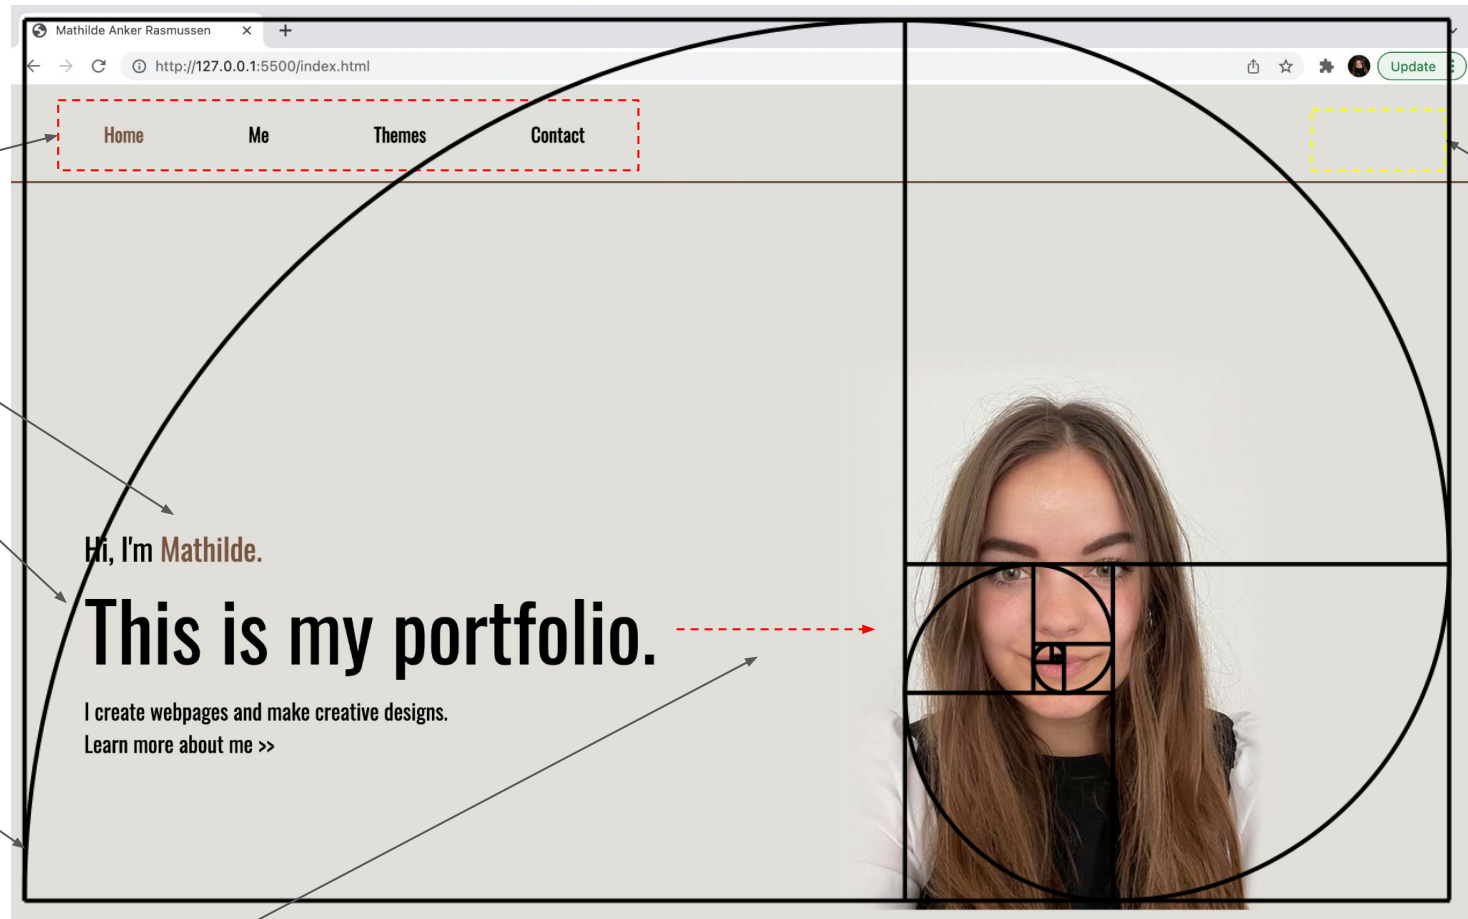 Mathilde Anker Rasmussen
http://127.0.0.1:5500/index.html
Update
Home Me Themes Contact
Hi, I'm Mathilde.
This is my portfolio.
I create webpages and make creative designs.
Learn more about me >>